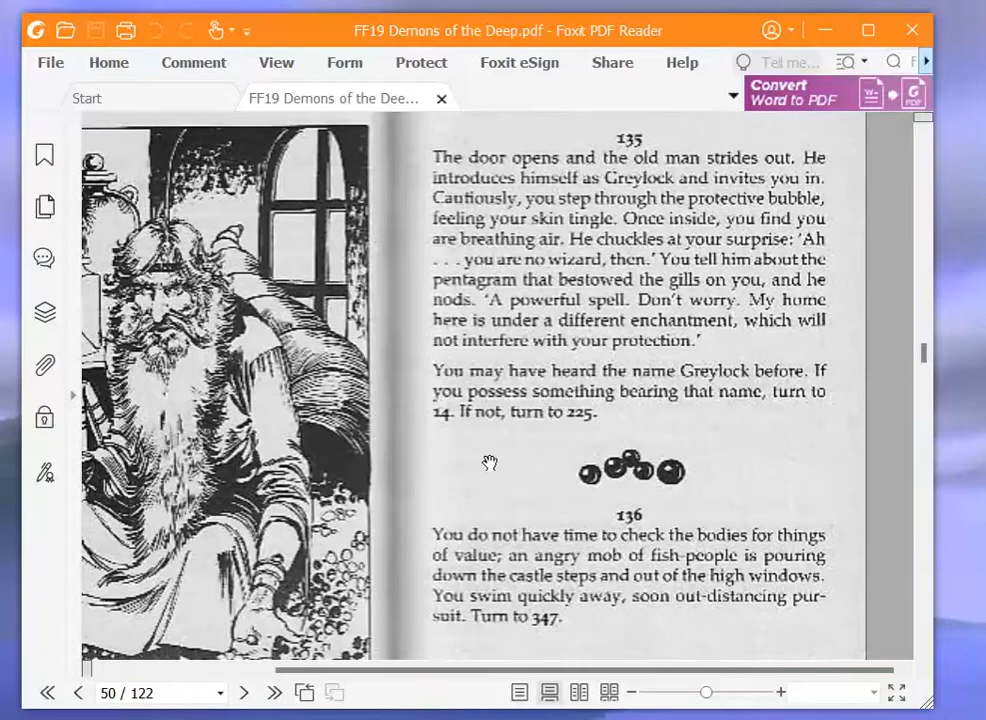 FF19 Demons of the Deep.pdf - Foxit PDF Reader
File Home Comment View Form Protect Foxit eSign Share Help Tell me... F
Start FF19 Demons of the Dee... Convert
Word to PDF
135
The door opens and the old man strides out. He
introduces himself as Greylock and invites you in.
Cautiously, you step through the protective bubble,
feeling your skin tingle. Once inside, you find you
are breathing air. He chuckles at your surprise: 'Ah
. . . you are no wizard, then.' You tell him about the
pentagram that bestowed the gills on you, and he
nods. 'A powerful spell. Don't worry. My home
here is under a different enchantment, which will
not interfere with your protection.'
You may have heard the name Greylock before. If
you possess something bearing that name, turn to
14. If not, turn to 225.
136
You do not have time to check the bodies for things
of value; an angry mob of fish-people is pouring
down the castle steps and out of the high windows.
You swim quickly away, soon out-distancing pur-
suit. Turn to 347.
50 / 122